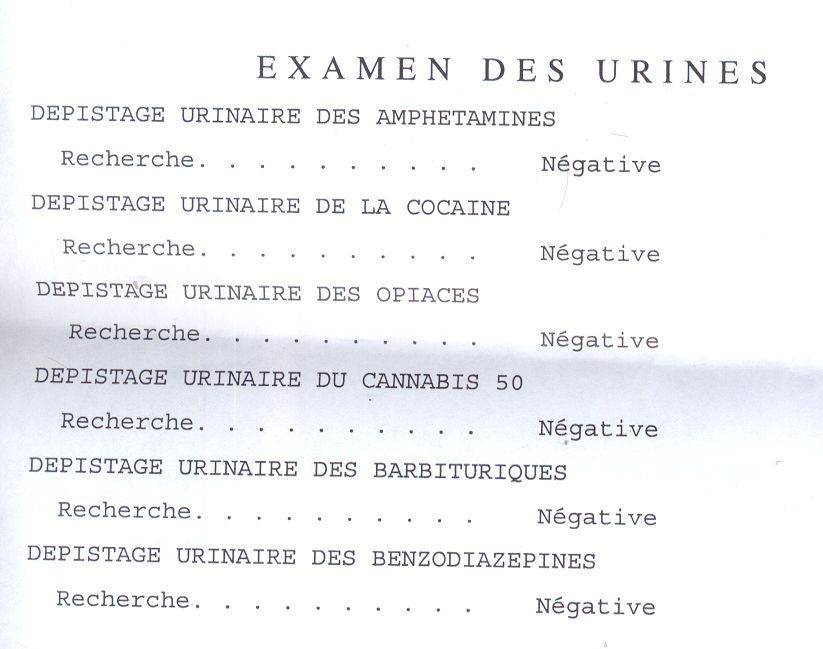 EXAMEN DES URINES
DEPISTAGE URINAIRE DES AMPHETAMINES
Recherche. . . . . . . . . . Négative
DEPISTAGE URINAIRE DE LA COCAINE
Recherche. . . . . . . . . . Négative
DEPISTAGE URINAIRE DES OPIACES
Recherche. . . . . . . . . . Négative
DEPISTAGE URINAIRE DU CANNABIS 50
Recherche. . . . . . . . . . Négative
DEPISTAGE URINAIRE DES BARBITURIQUES
Recherche. . . . . . . . . . Négative
DEPISTAGE URINAIRE DES BENZODIAZEPINES
Recherche. . . . . . . . . . Négative